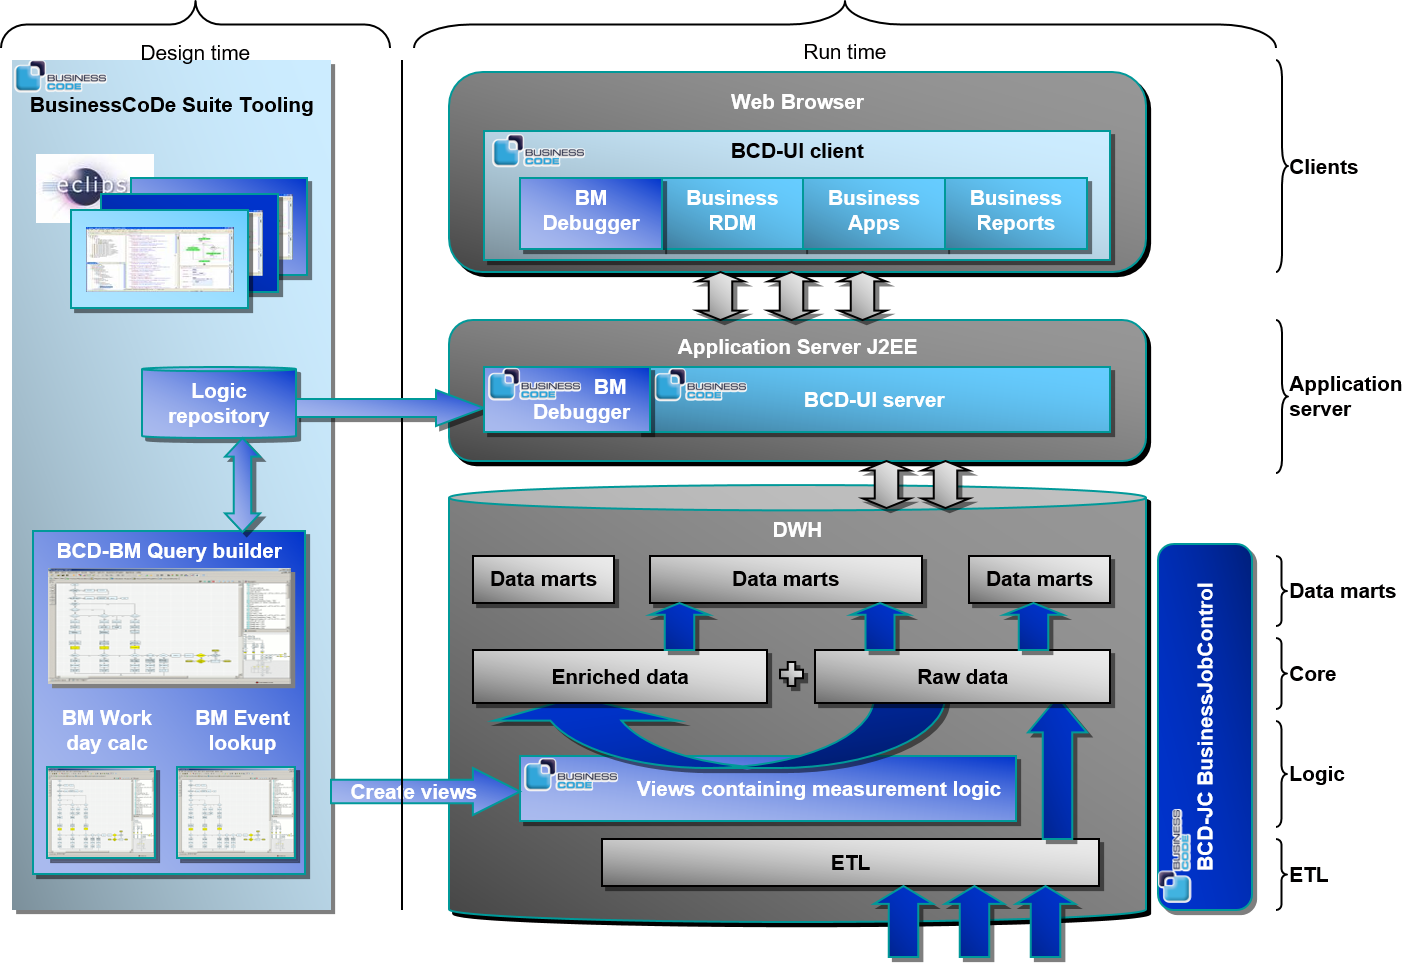 Design time
Run time
BUSINESS
CODE
BusinessCoDe Suite Tooling
eclips
Logic
repository
BCD-BM Query builder
BM Work
day calc
BM Event
lookup
Create views
Web Browser
BUSINESS
CODE
BCD-UI client
BM
Debugger
Business
RDM
Business
Apps
Business
Reports
Application Server J2EE
BUSINESS
CODE
BM
Debugger
BUSINESS
CODE
BCD-UI server
DWH
Data marts
Data marts
Data marts
Enriched data
Raw data
BUSINESS
CODE
Views containing measurement logic
ETL
BUSINESS
CODE
BCD-JC BusinessJobControl
Clients
Application
server
Data marts
Core
Logic
ETL